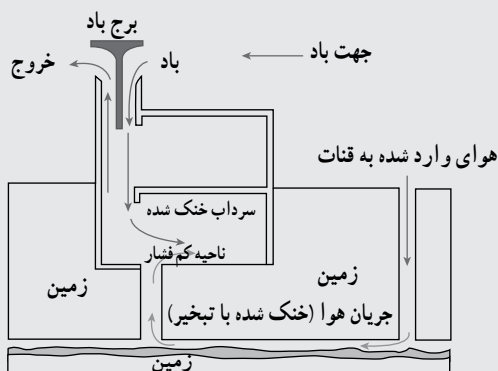 برج باد
جهت باد
باد
خروج
هوای وارد شده به قنات
سرداب خنک شده
ناحیه کم فشار
زمین
زمین
جریان هوا (خنک شده با تبخیر)
زمین